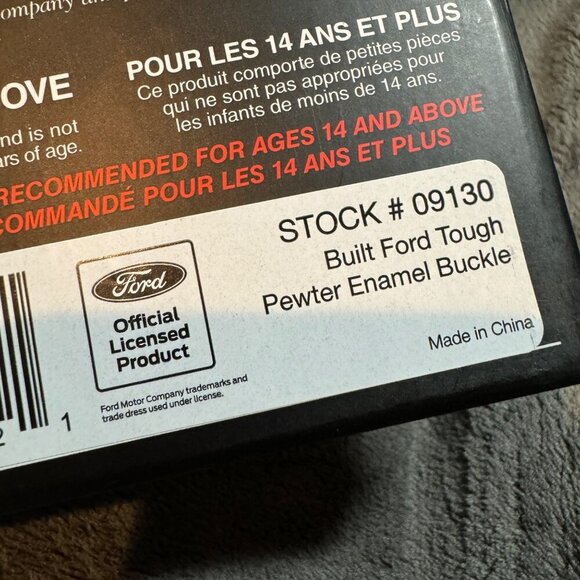 ompany and
OVE
nd is not
ars of age.
POUR LES 14 ANS ET PLUS
Ce produit comporte de petites pièces
qui ne sont pas appropriées pour
les infants de moins de 14 ans.
RECOMMENDED FOR AGES 14 AND ABOVE
COMMANDÉ POUR LES 14 ANS ET PLUS
STOCK # 09130
Built Ford Tough
Pewter Enamel Buckle
Made in China
Ford
Official
Licensed
Product
Ford Motor Company trademarks and
trade dress used under license.
2 1